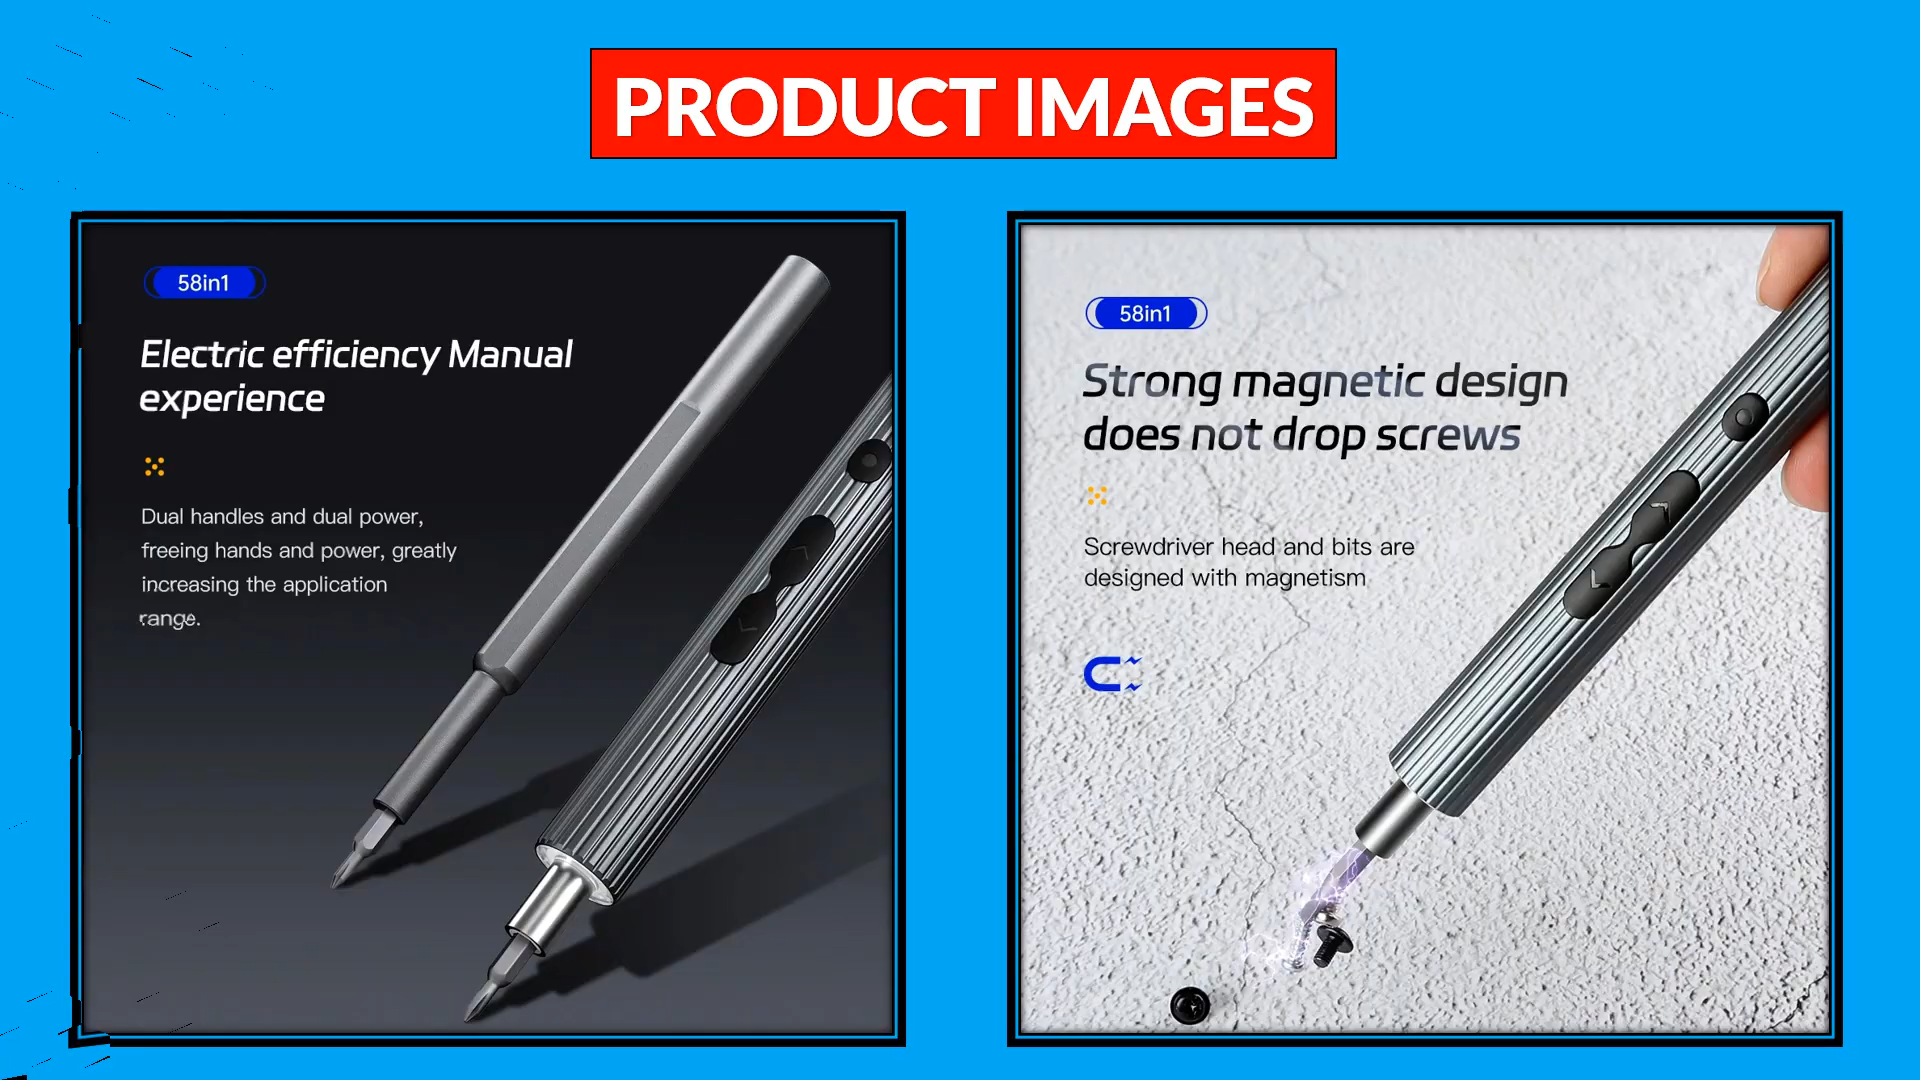 PRODUCT IMAGES
58in1
Electric efficiency Manual
experience
Dual handles and dual power,
freeing hands and power, greatly
increasing the application
range.
58in1
Strong magnetic design
does not drop screws
Screwdriver head and bits are
designed with magnetism